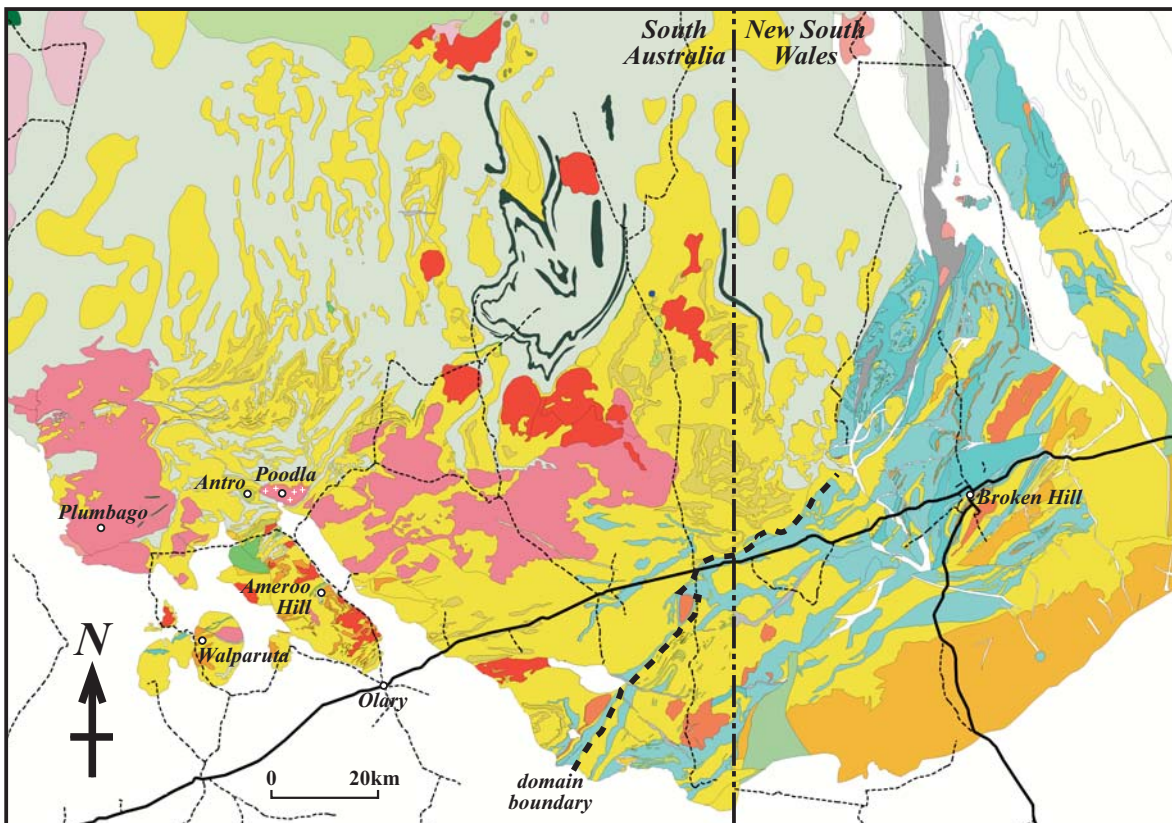 South
Australia
New South
Wales
Antro
Poodla
Plumbago
Broken Hill
Ameroo
Hill
Walparuta
N
Olary
0
20km
domain
boundary